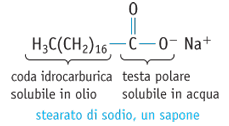 O
H₃C(CH₂)₁₆—C—O⁻ Na⁺
coda idrocarburica testa polare
solubile in olio solubile in acqua
stearato di sodio, un sapone